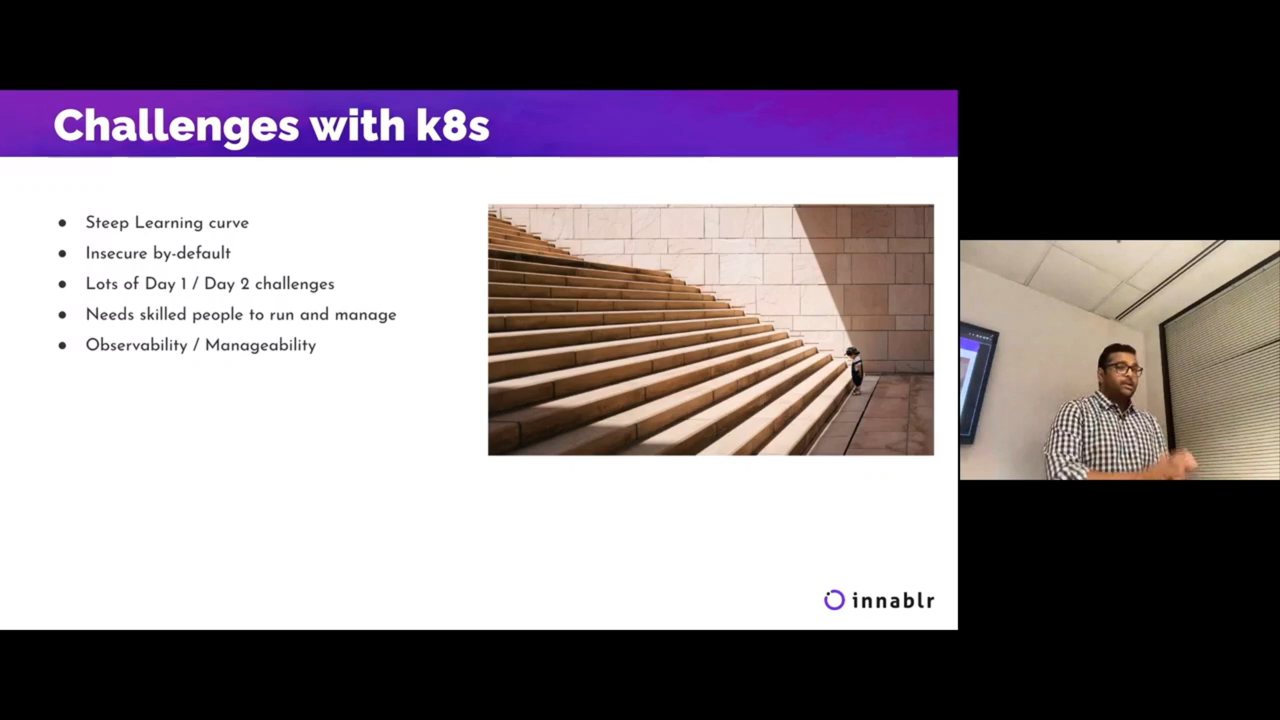 Challenges with k8s
Steep Learning curve
Insecure by-default
Lots of Day 1 / Day 2 challenges
Needs skilled people to run and manage
Observability / Manageability
innablr